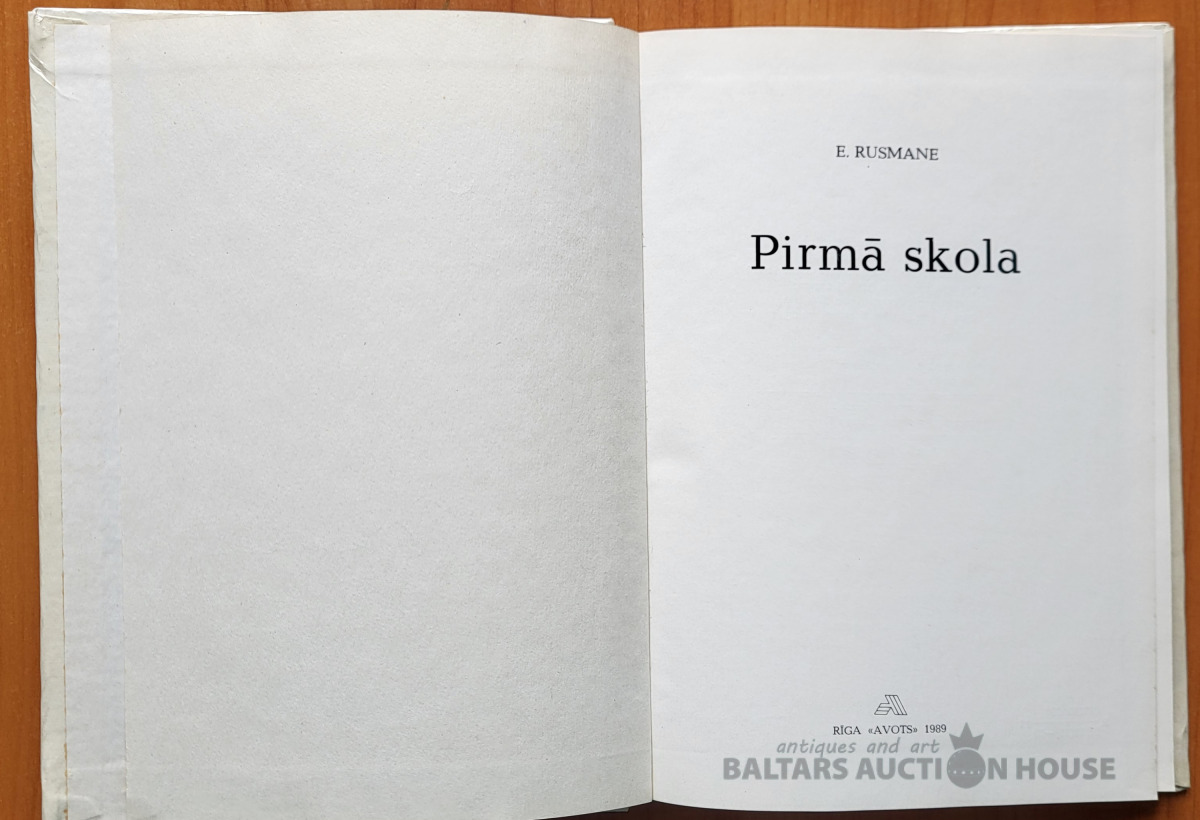 E. RUSMANE
Pirmā skola
RĪGA «AVOTS» 1989
antiques and art
BALTARS AUCTION HOUSE